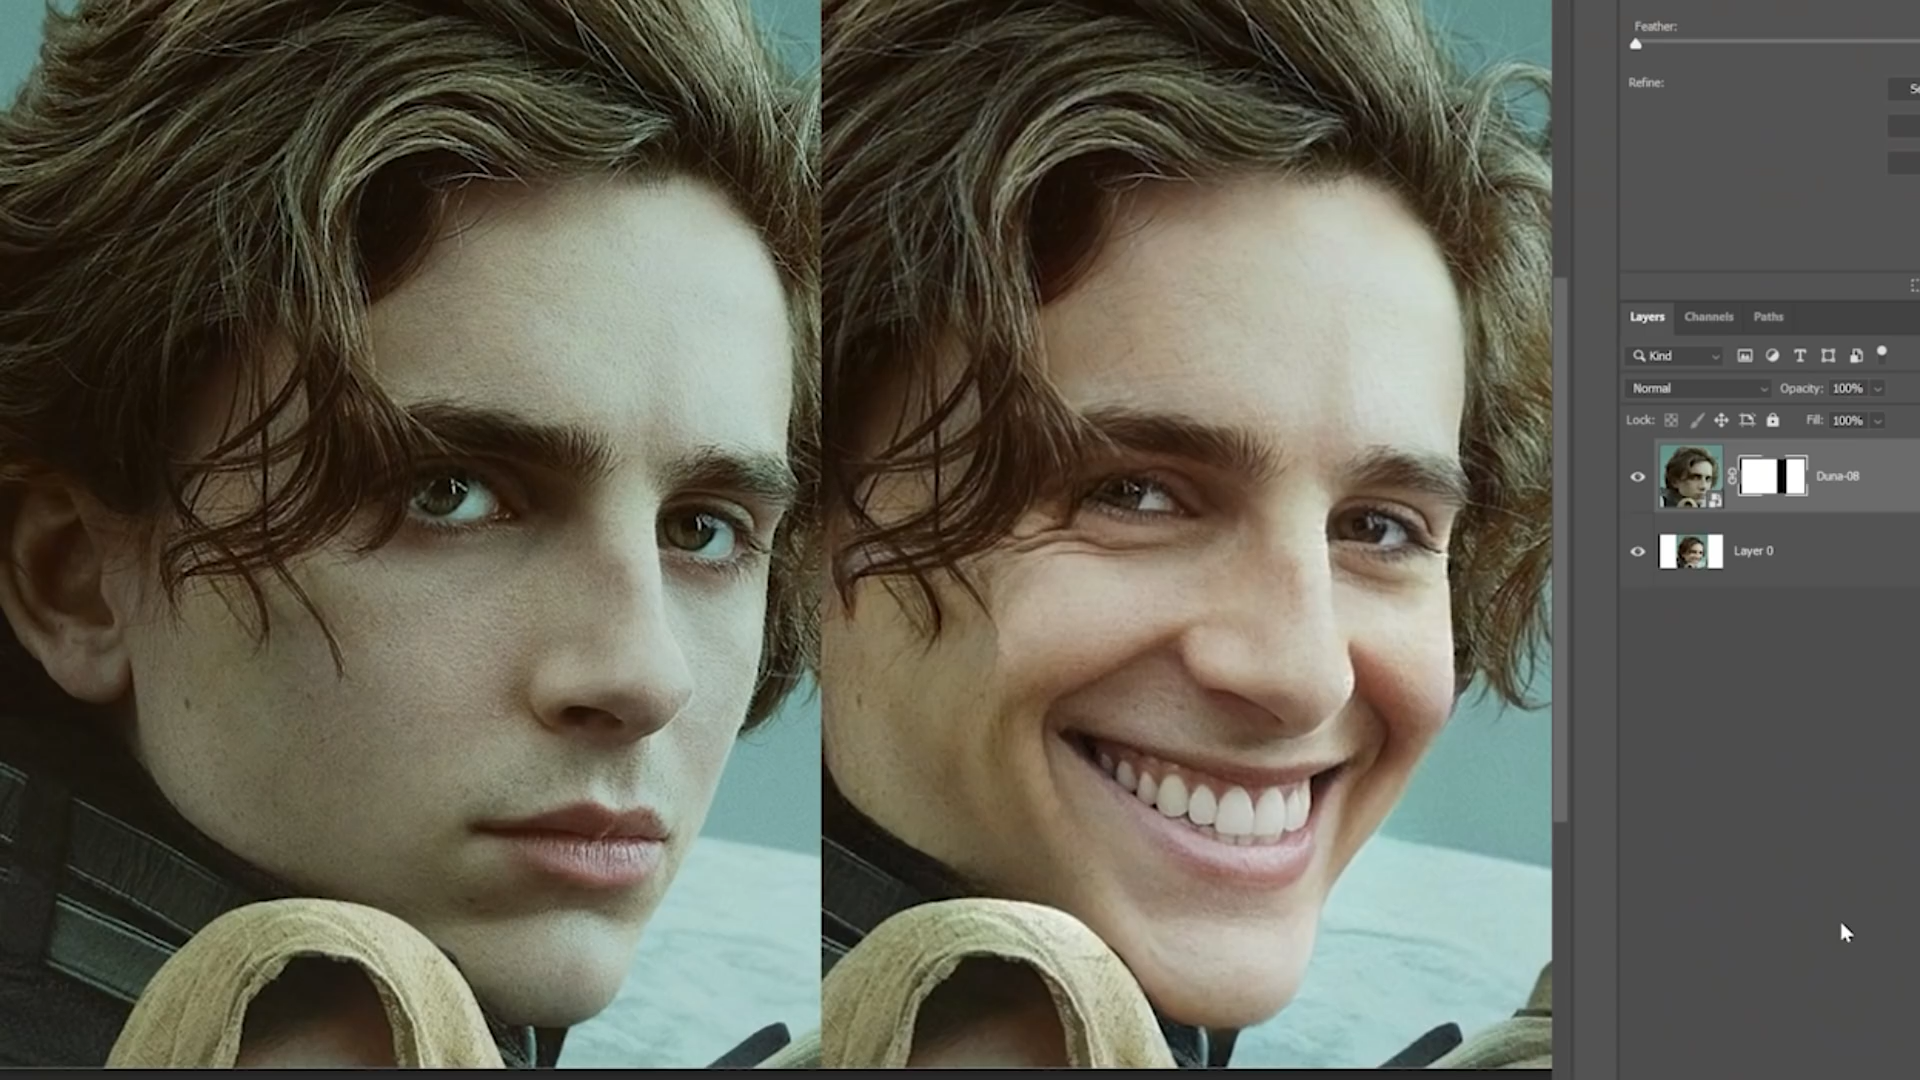 Feather:
Refine:
Layers Channels Paths
Kind
Normal Opacity: 100%
Lock: Fill: 100%
Duna-08
Layer 0